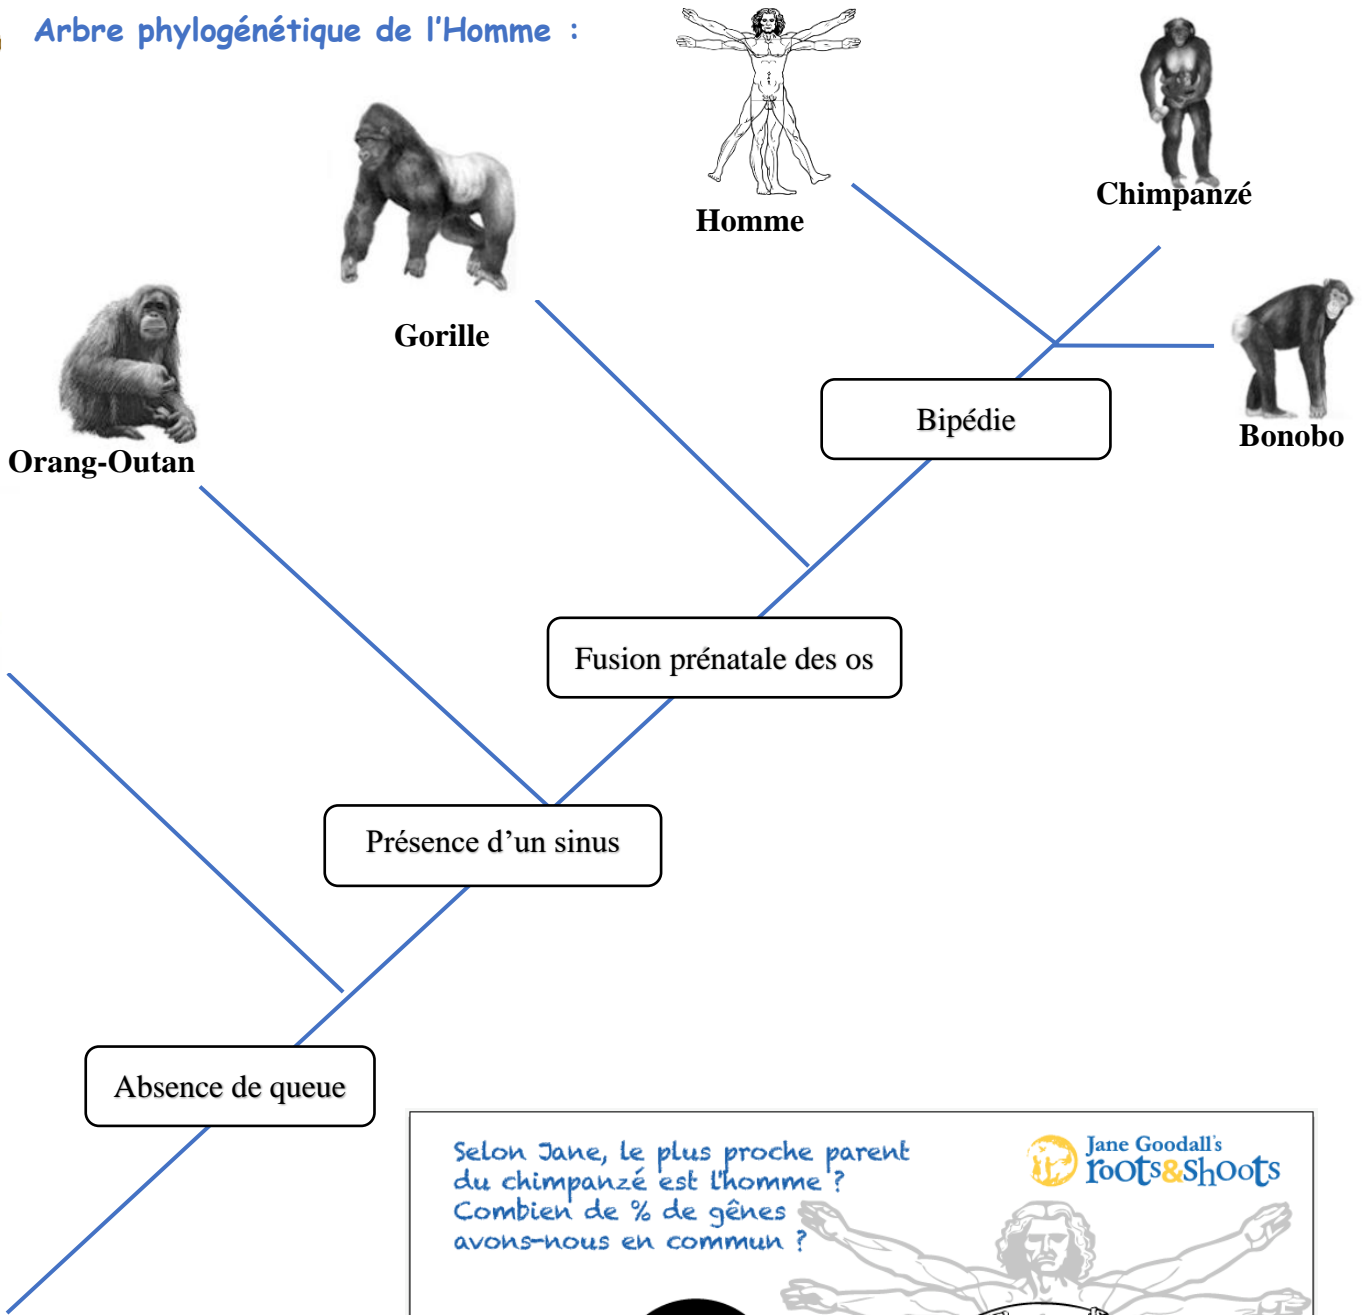 Arbre phylogénétique de l'Homme :
Homme
Chimpanzé
Gorille
Bipédie
Bonobo
Orang-Outan
Fusion prénatale des os
Présence d'un sinus
Absence de queue
Selon Jane, le plus proche parent
du chimpanzé est l'homme ?
Combien de % de gênes
avons-nous en commun ?
Jane Goodall's
roots&shoots